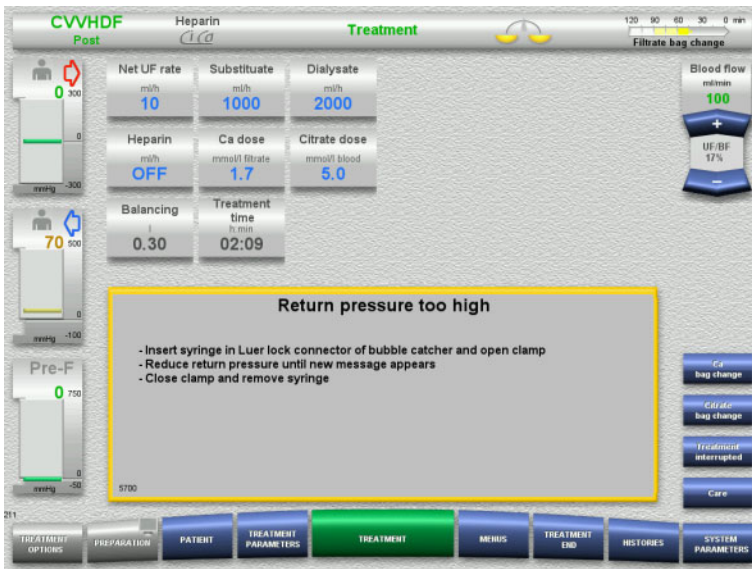 CVVHDF
Post
Heparin
Ci Ca
Treatment
120 90 60 30 0 min
Filtrate bag change
0 300
0
mmHg -300
Net UF rate
ml/h
10
Substituate
ml/h
1000
Dialysate
ml/h
2000
Blood flow
ml/min
100
+
UF/BF
17%
−
Heparin
ml/h
OFF
Ca dose
mmol/l filtrate
1.7
Citrate dose
mmol/l blood
5.0
Balancing
l
0.30
Treatment
time
h:min
02:09
70 500
0
mmHg -100
Return pressure too high
- Insert syringe in Luer lock connector of bubble catcher and open clamp
- Reduce return pressure until new message appears
- Close clamp and remove syringe
5700
Pre-F
0 750
0
mmHg -50
Ca
bag change
Citrate
bag change
Treatment
interrupted
Care
211
TREATMENT
OPTIONS
PREPARATION
PATIENT
TREATMENT
PARAMETERS
TREATMENT
MENUS
TREATMENT
END
HISTORIES
SYSTEM
PARAMETERS